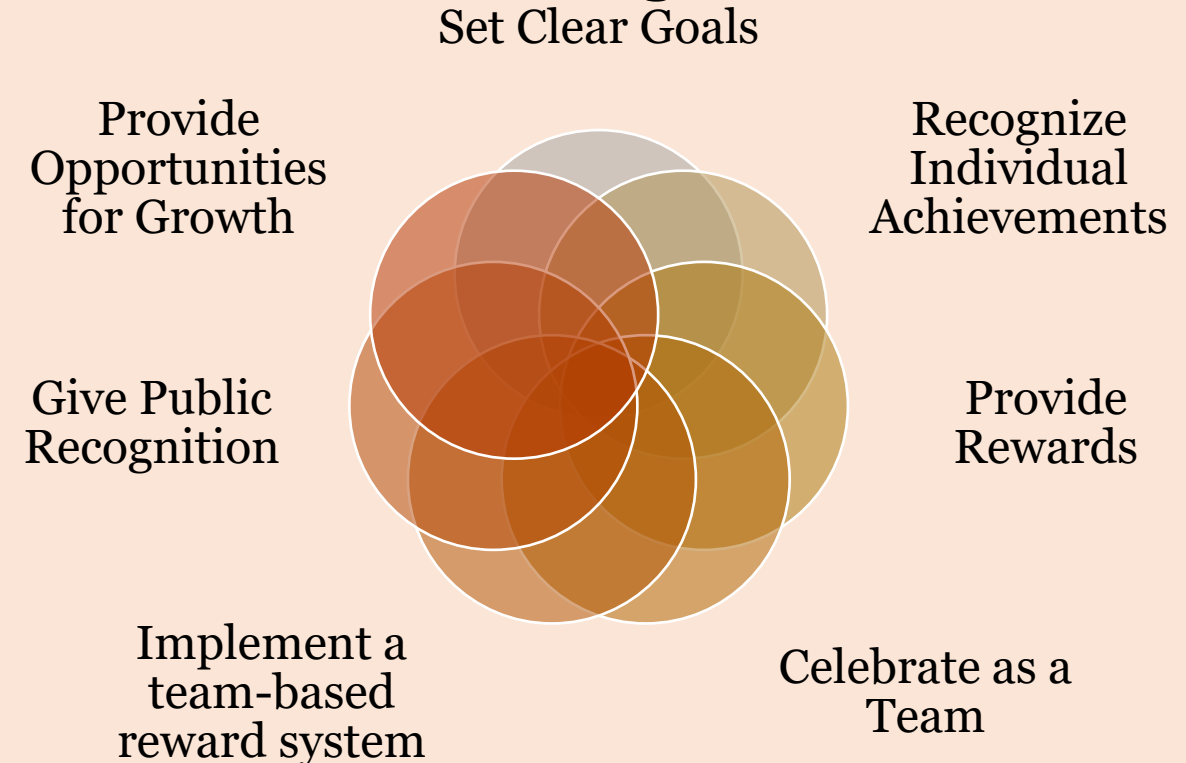 Set Clear Goals
Recognize
Individual
Achievements
Provide
Rewards
Celebrate as a
Team
Implement a
team-based
reward system
Give Public
Recognition
Provide
Opportunities
for Growth